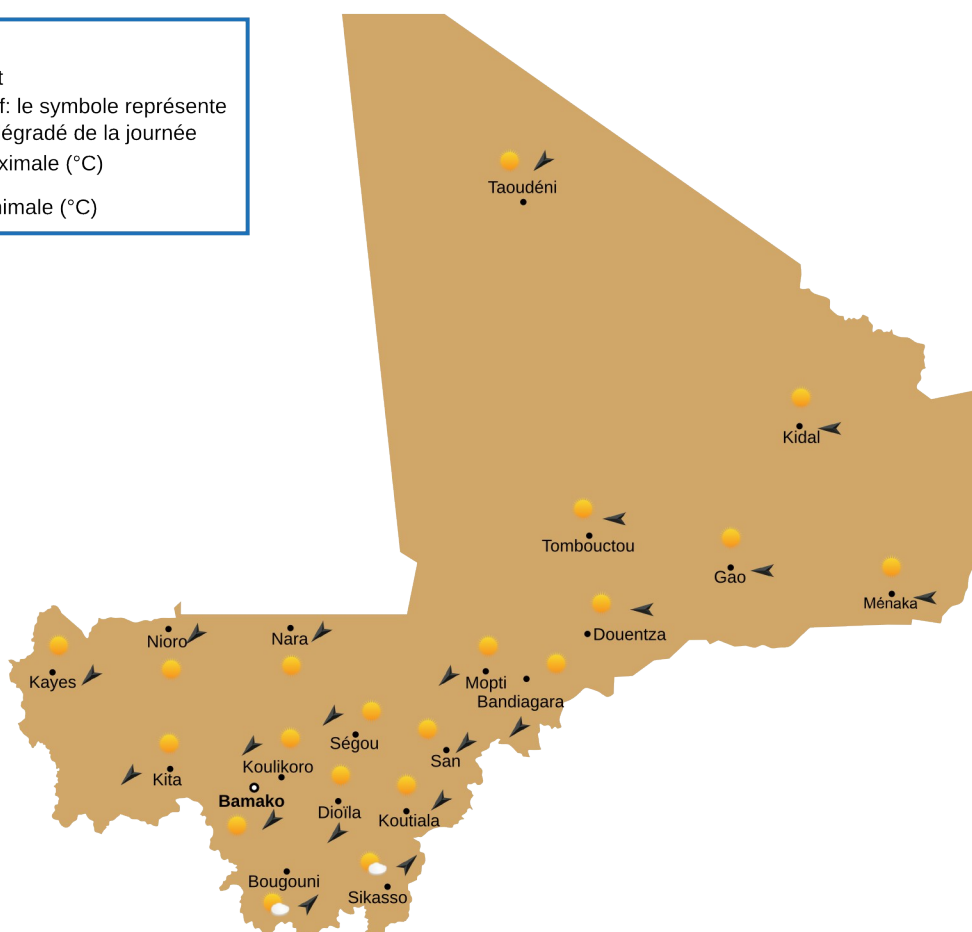 t
f: le symbole représente
égradé de la journée
ximale (°C)
imale (°C)
Taoudéni
Kidal
Tombouctou
Gao
Ménaka
Douentza
Nioro
Nara
Kayes
Mopti
Bandiagara
Ségou
San
Koulikoro
Kita
Bamako
Dioïla
Koutiala
Bougouni
Sikasso